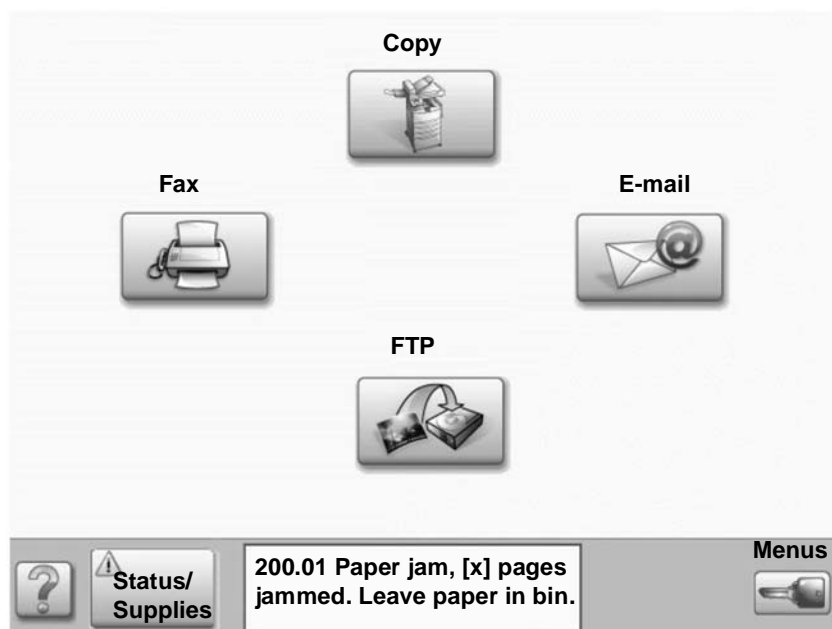 Copy
Fax
E-mail
FTP
?
Status/
Supplies
200.01 Paper jam, [x] pages
jammed. Leave paper in bin.
Menus